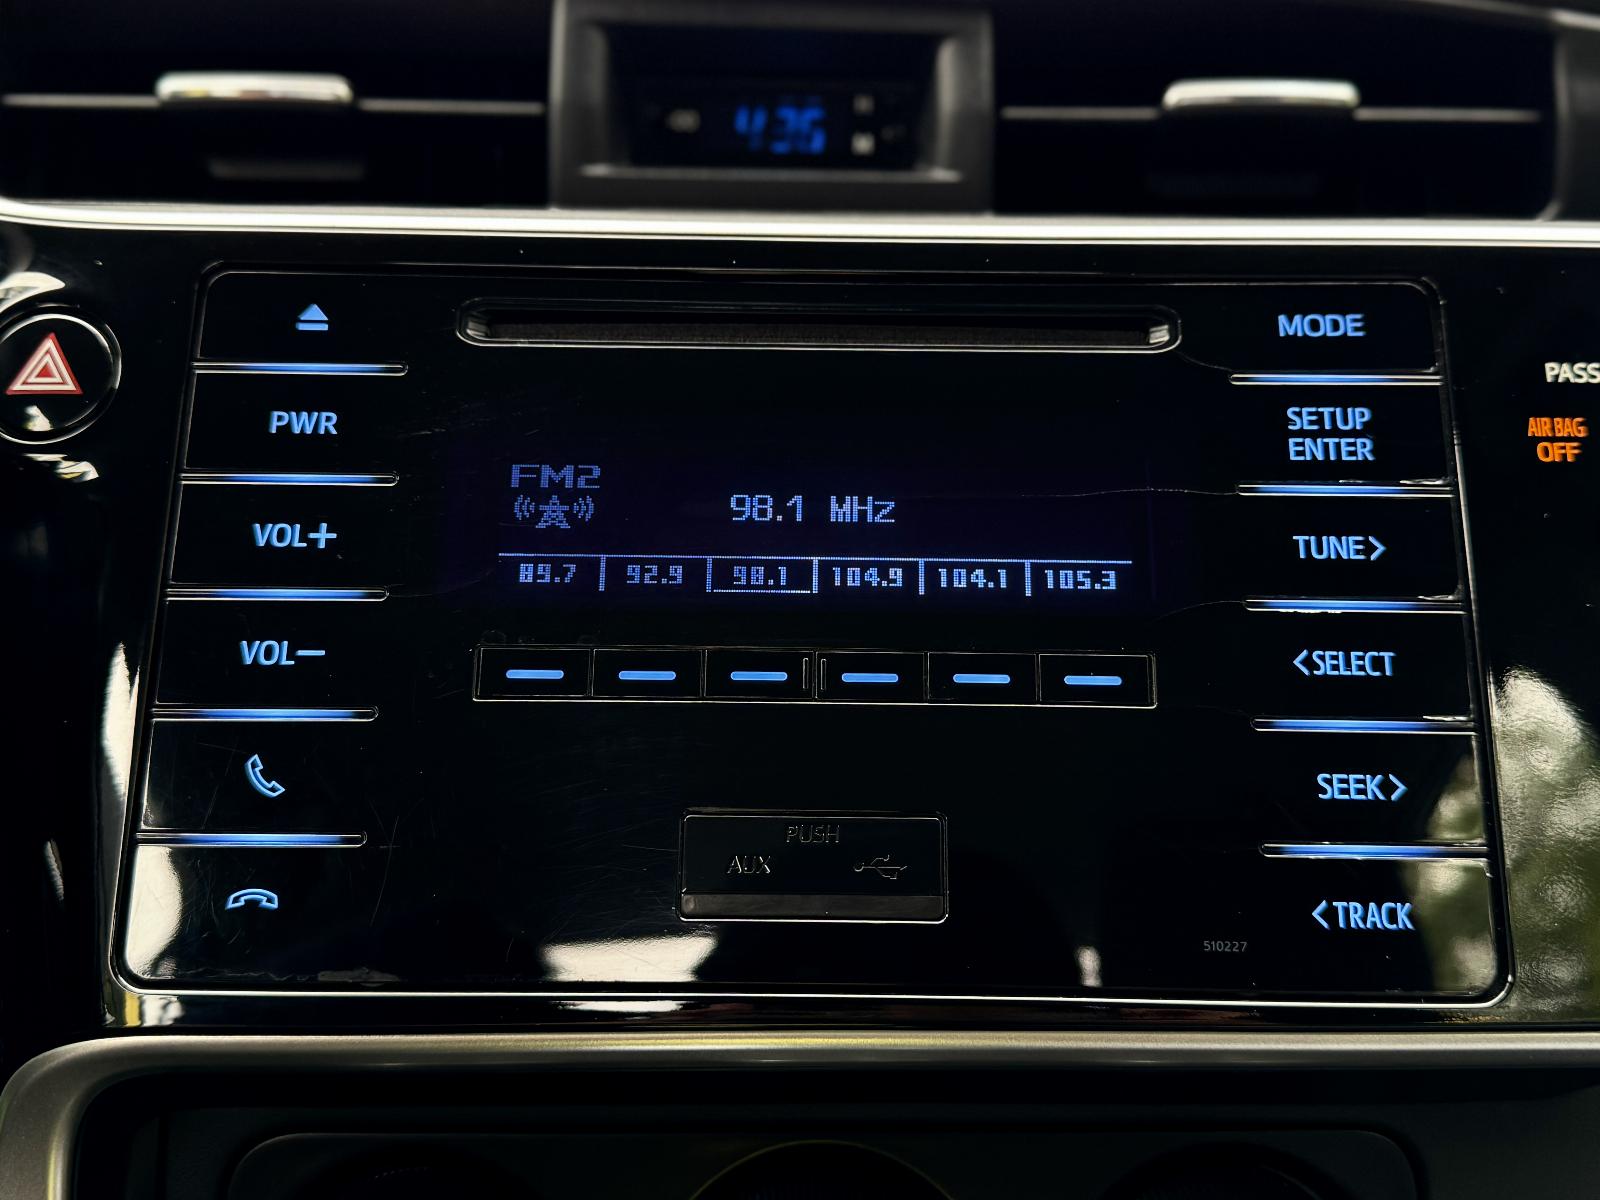 4:36
MODE
PASS
PWR
SETUP
ENTER
AIR BAG
OFF
FM2
98.1 MHz
VOL+
TUNE>
89.7 92.9 98.1 104.9 104.1 105.3
VOL−
<SELECT
SEEK>
PUSH
AUX
<TRACK
510227